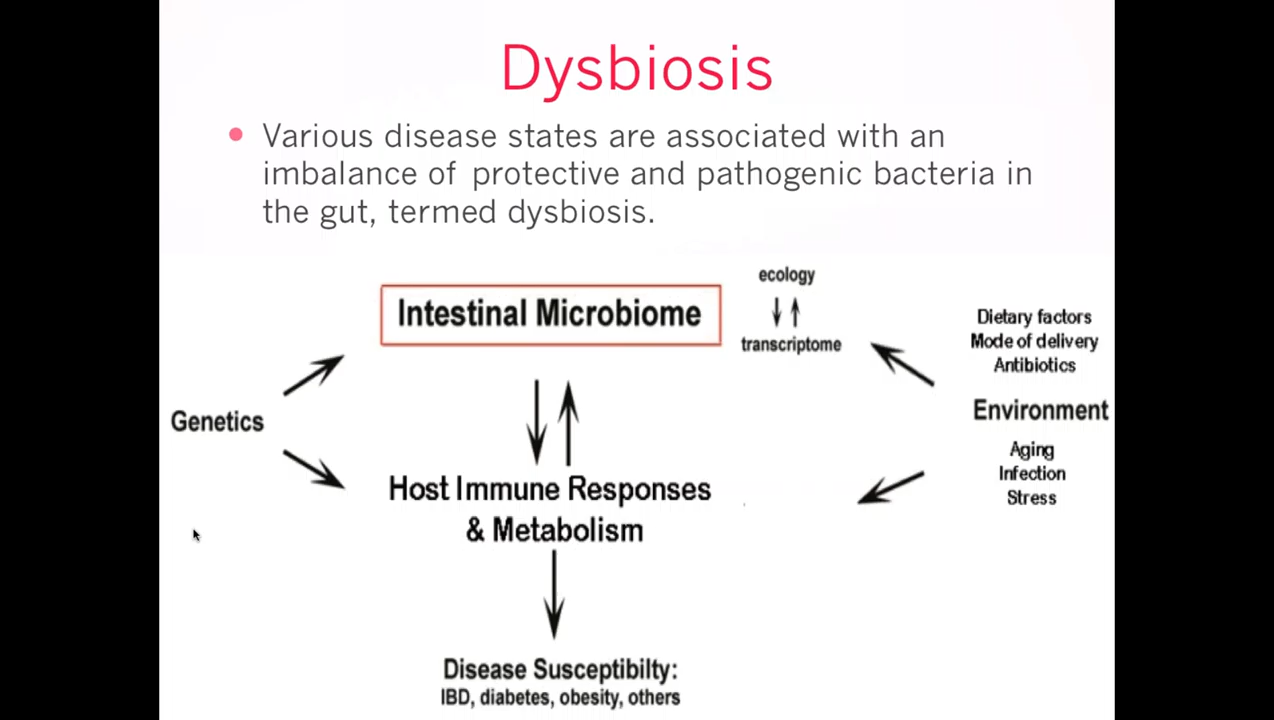 Dysbiosis
Various disease states are associated with an
imbalance of protective and pathogenic bacteria in
the gut, termed dysbiosis.
ecology
Intestinal Microbiome
transcriptome
Dietary factors
Mode of delivery
Antibiotics
Genetics
Environment
Aging
Infection
Stress
Host Immune Responses
& Metabolism
Disease Susceptibilty:
IBD, diabetes, obesity, others